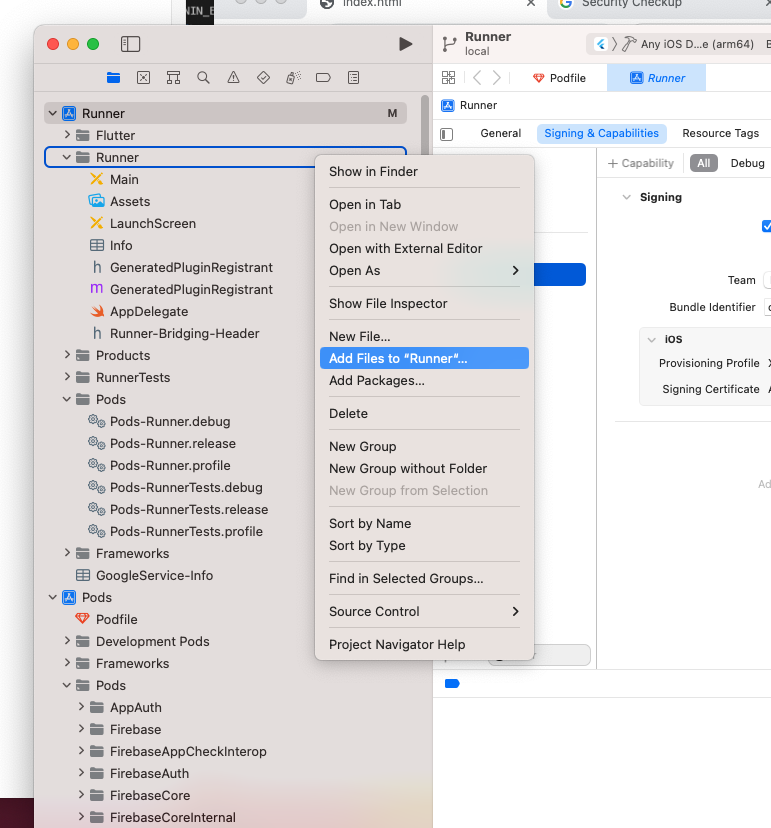 index.html
Security Checkup
Runner
local
Any iOS D...e (arm64)
Podfile
Runner
Runner
General
Signing & Capabilities
Resource Tags
+ Capability
All
Debug
Signing
Team
Bundle Identifier
iOS
Provisioning Profile
Signing Certificate
Ad
Runner
M
Flutter
Runner
Main
Assets
LaunchScreen
Info
h GeneratedPluginRegistrant
m GeneratedPluginRegistrant
AppDelegate
h Runner-Bridging-Header
Products
RunnerTests
Pods
Pods-Runner.debug
Pods-Runner.release
Pods-Runner.profile
Pods-RunnerTests.debug
Pods-RunnerTests.release
Pods-RunnerTests.profile
Frameworks
GoogleService-Info
Pods
Podfile
Development Pods
Frameworks
Pods
AppAuth
Firebase
FirebaseAppCheckInterop
FirebaseAuth
FirebaseCore
FirebaseCoreInternal
Show in Finder
Open in Tab
Open in New Window
Open with External Editor
Open As
Show File Inspector
New File...
Add Files to “Runner“...
Add Packages...
Delete
New Group
New Group without Folder
New Group from Selection
Sort by Name
Sort by Type
Find in Selected Groups...
Source Control
Project Navigator Help